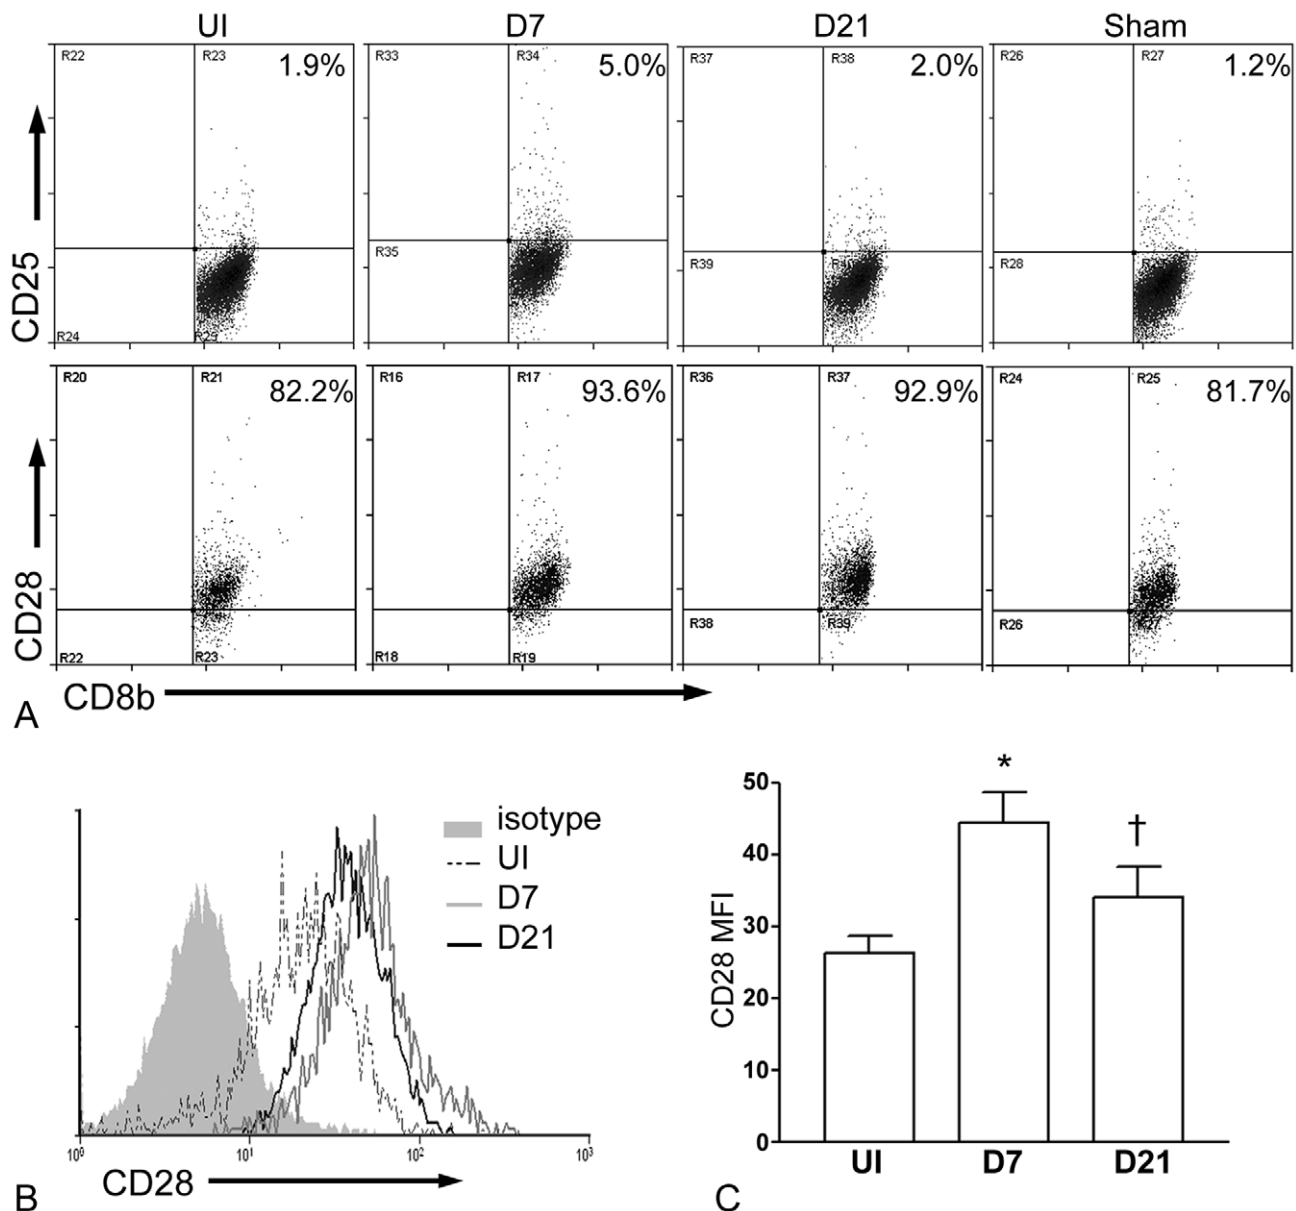 UI D7 D21 Sham
R22 R23 1.9% R33 R34 5.0% R37 R38 2.0% R26 R27 1.2%
CD25
R35 R39 R28
R24
R20 R21 82.2% R16 R17 93.6% R36 R37 92.9% R24 R25 81.7%
CD28
R38 R39 R26 R27
R22 R23 R18 R19
CD8b
A
isotype
UI
D7
D21
10⁰ 10¹ 10² 10³
CD28
B
50
40
30
20
10
0
CD28 MFI
*
†
UI D7 D21
C